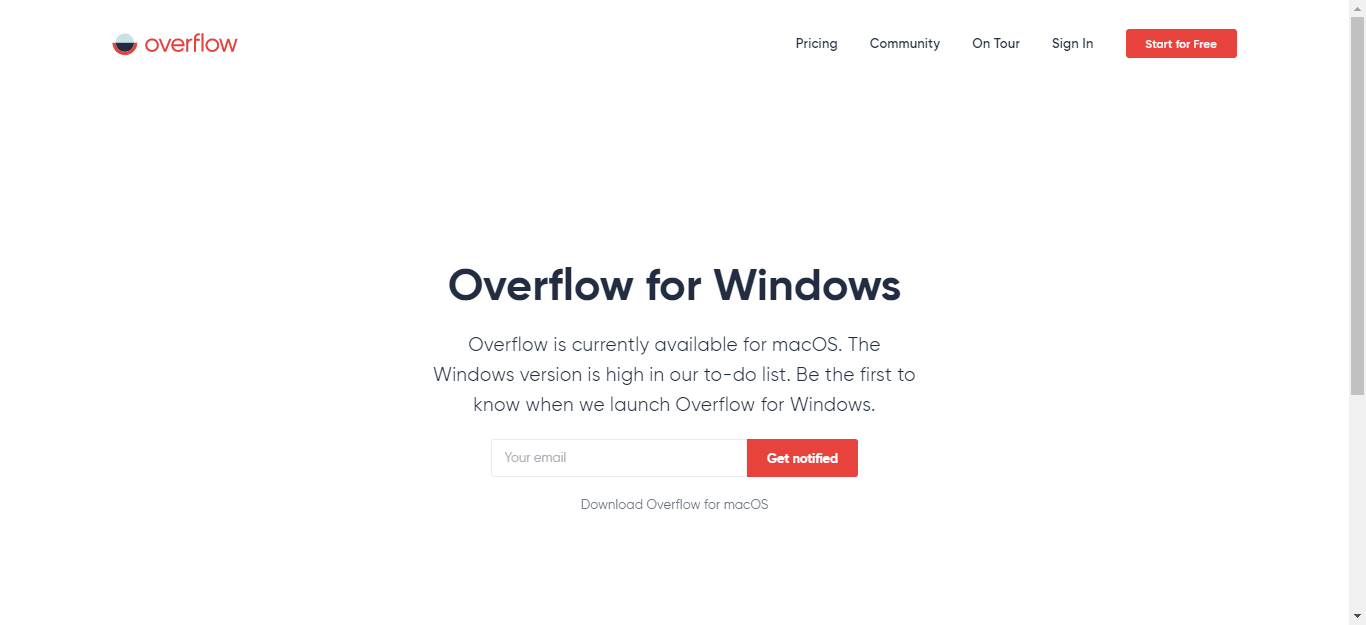 overflow
Pricing
Community
On Tour
Sign In
Start for Free
Overflow for Windows
Overflow is currently available for macOS. The
Windows version is high in our to-do list. Be the first to
know when we launch Overflow for Windows.
Your email
Get notified
Download Overflow for macOS